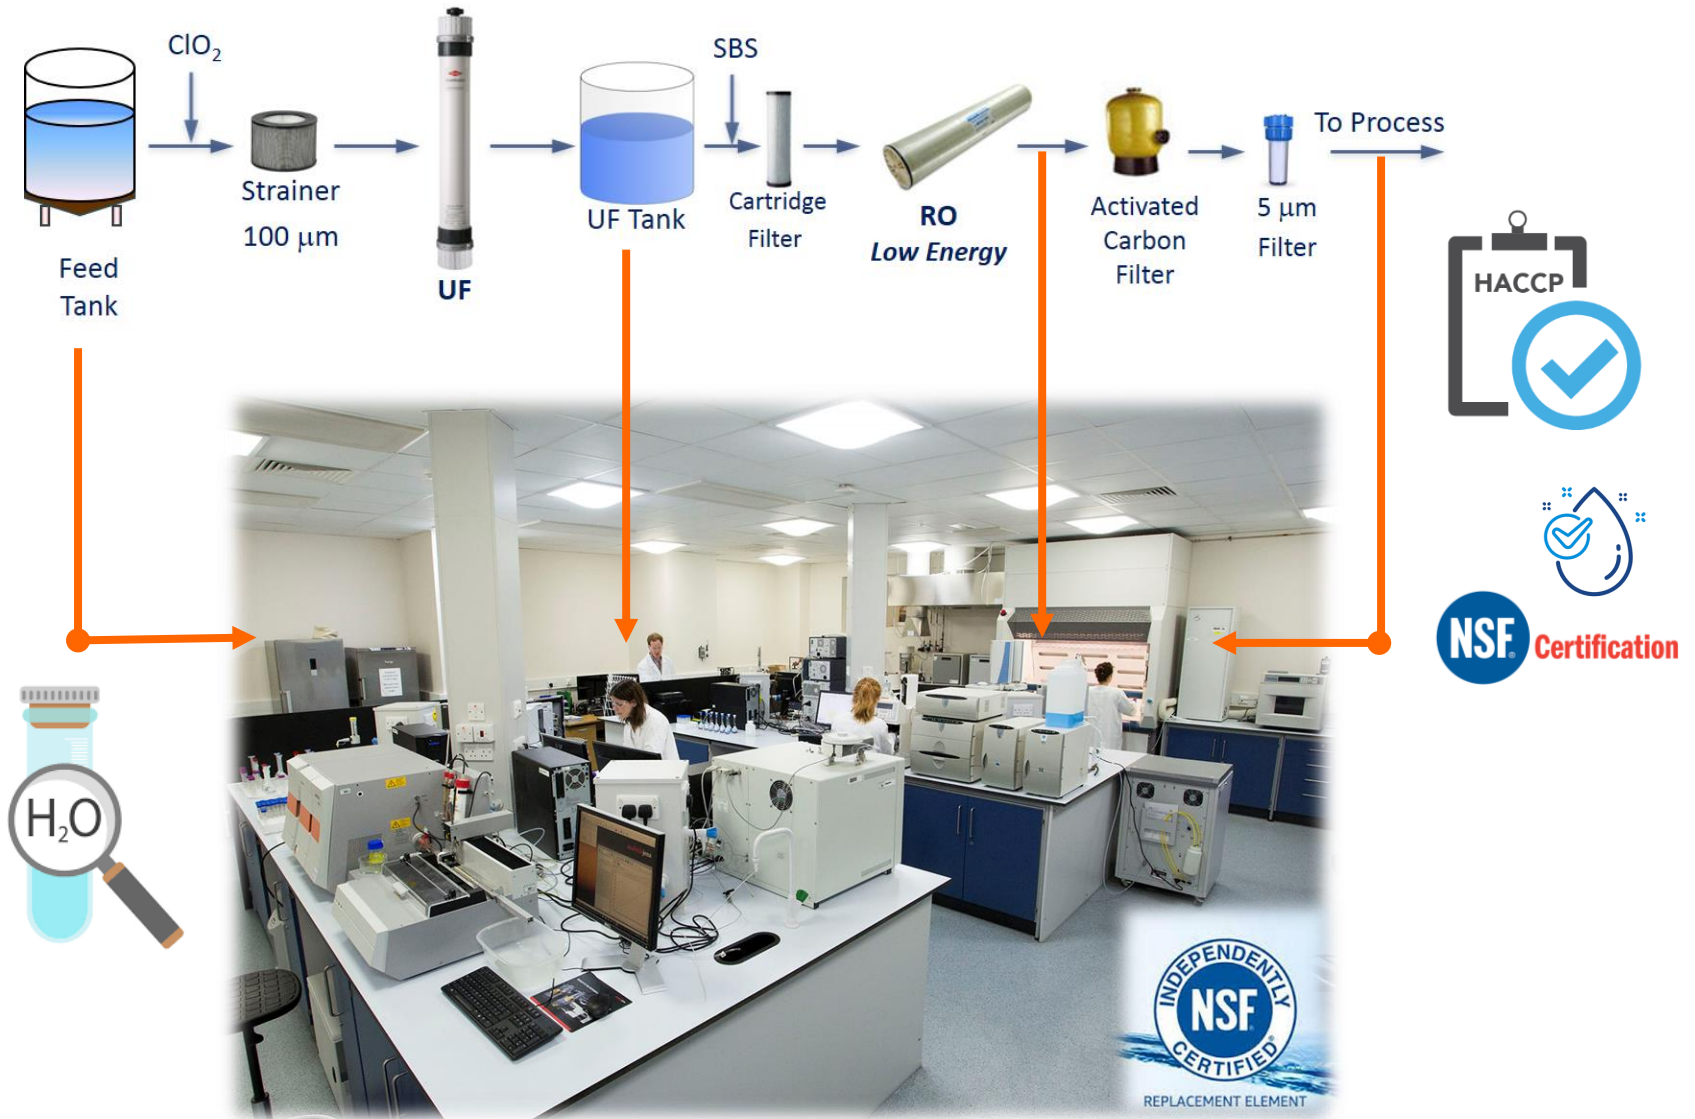 ClO₂
SBS
To Process
Strainer
100 μm
UF Tank
Cartridge
Filter
RO
Low Energy
Activated
Carbon
Filter
5 μm
Filter
Feed
Tank
UF
HACCP
NSF Certification
H₂O
INDEPENDENTLY
NSF
CERTIFIED
REPLACEMENT ELEMENT